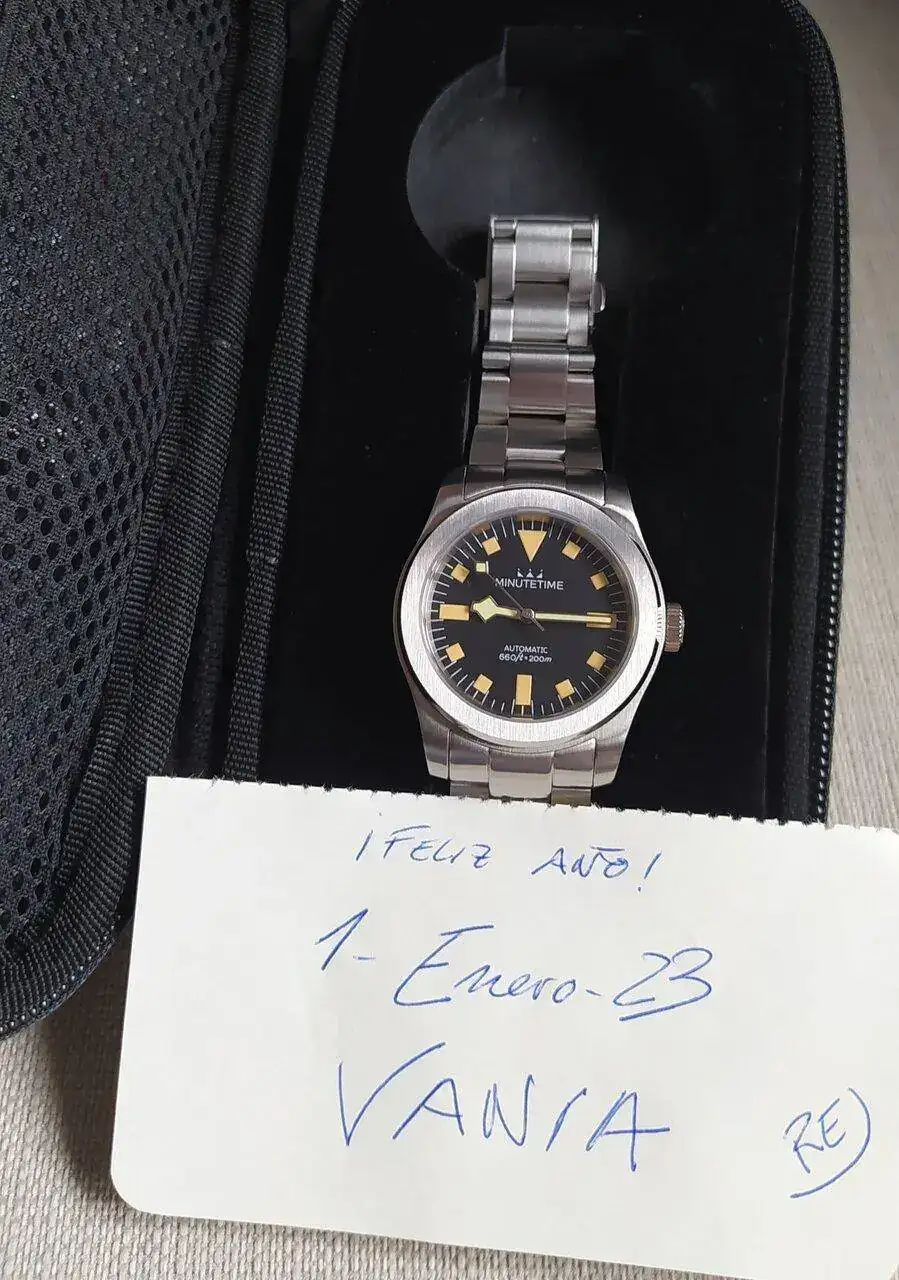 MINUTETIME
AUTOMATIC
660ft=200m
¡FELIZ AÑO!
1-Enero-23
VANIA
RE)